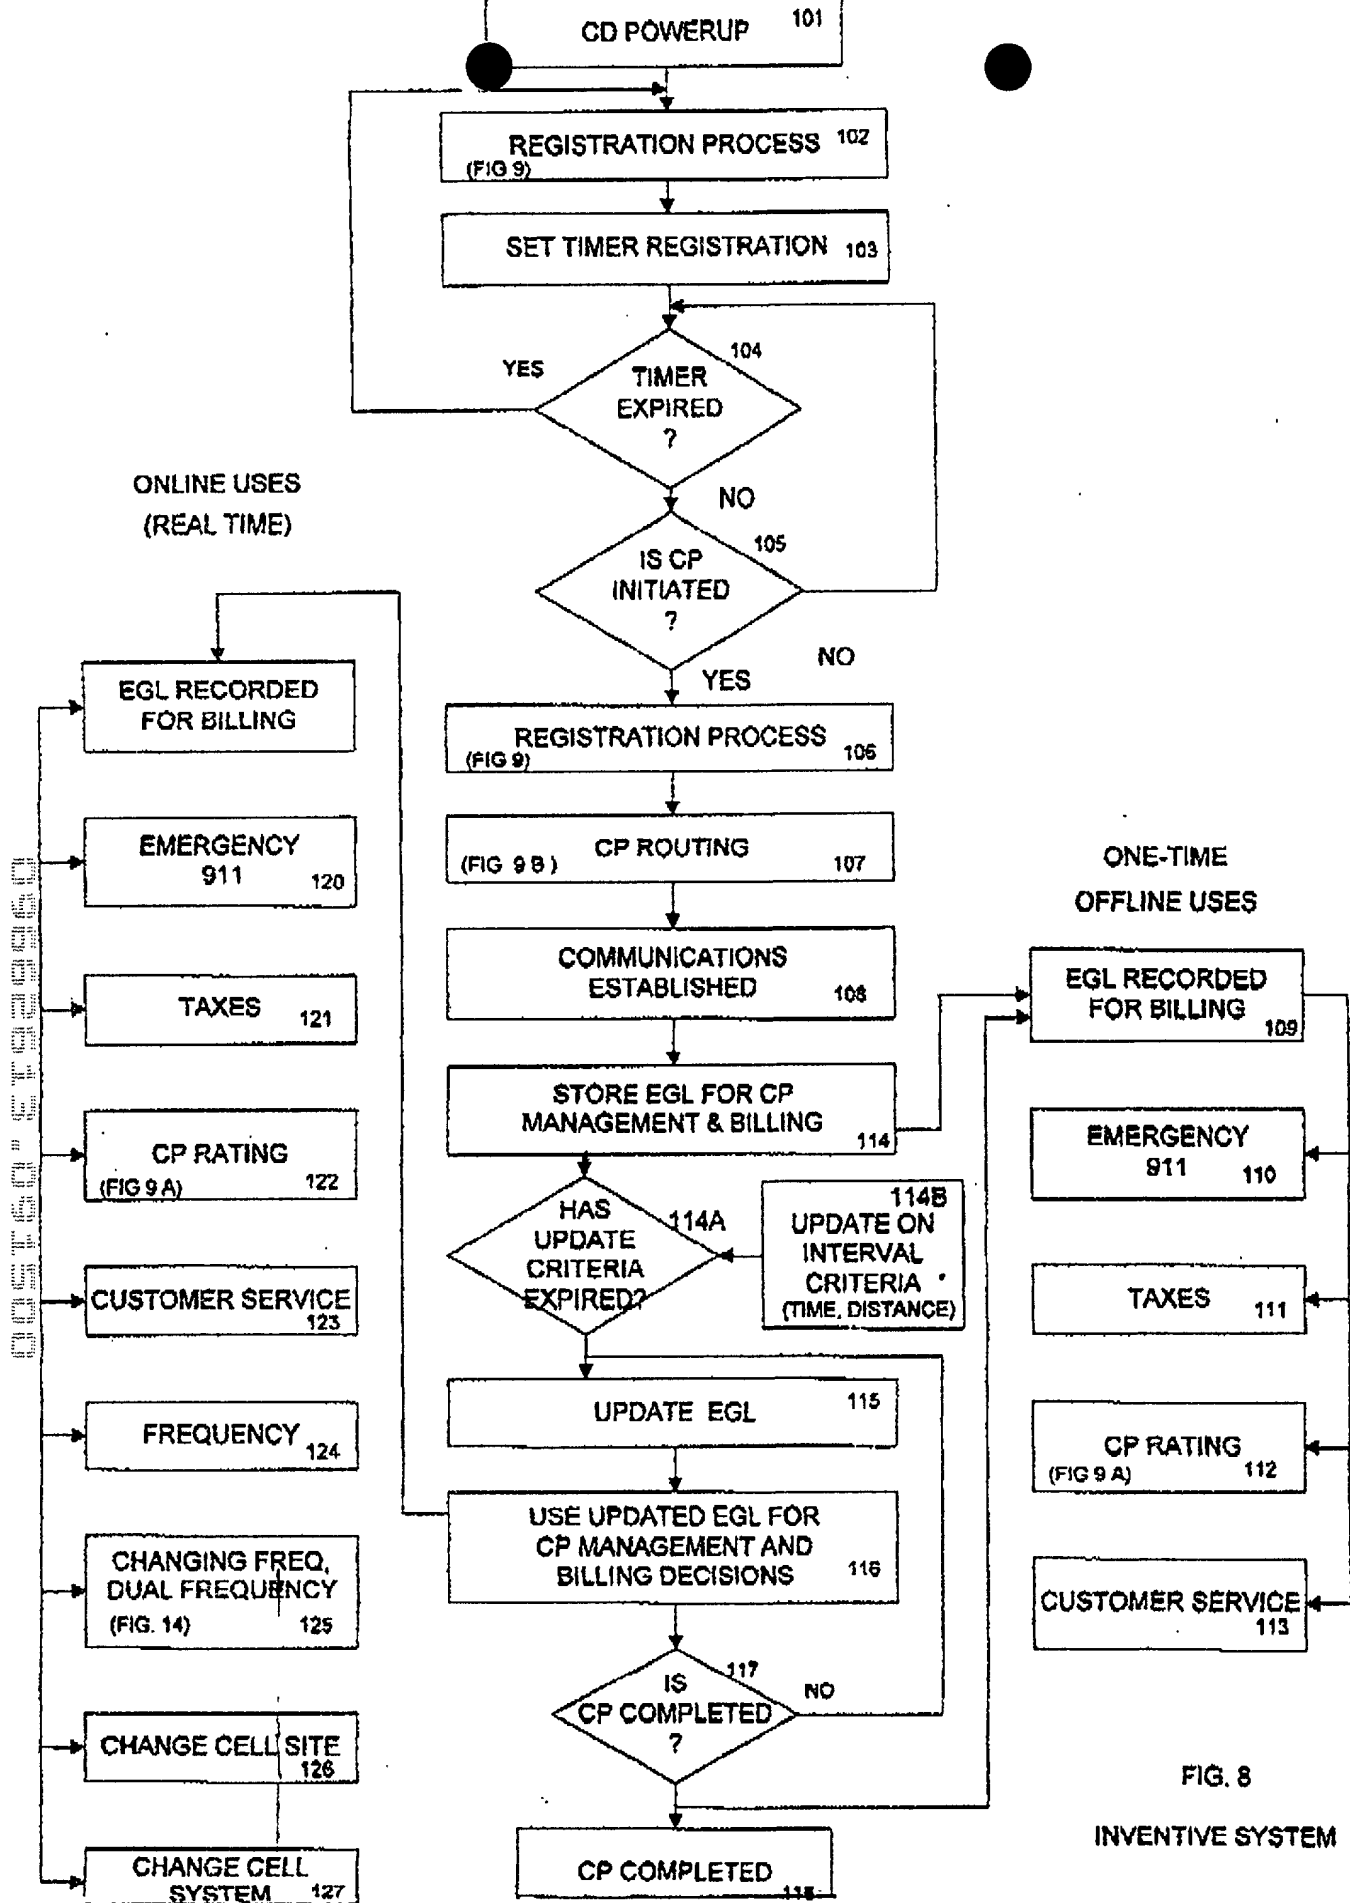 CD POWERUP
101
REGISTRATION PROCESS
102
(FIG 9)
SET TIMER REGISTRATION
103
104
YES
TIMER
EXPIRED
?
NO
ONLINE USES
(REAL TIME)
105
IS CP
INITIATED
?
NO
YES
EGL RECORDED
FOR BILLING
REGISTRATION PROCESS
(FIG 9)
106
EMERGENCY
911
120
CP ROUTING
(FIG 9 B)
107
ONE-TIME
OFFLINE USES
TAXES
121
COMMUNICATIONS
ESTABLISHED
108
EGL RECORDED
FOR BILLING
109
CP RATING
(FIG 9 A)
122
STORE EGL FOR CP
MANAGEMENT & BILLING
114
EMERGENCY
911
110
HAS
UPDATE
CRITERIA
EXPIRED?
114A
114B
UPDATE ON
INTERVAL
CRITERIA
(TIME, DISTANCE)
CUSTOMER SERVICE
123
TAXES
111
FREQUENCY
124
UPDATE EGL
115
CP RATING
(FIG 9 A)
112
CHANGING FREQ,
DUAL FREQUENCY
(FIG. 14)
125
USE UPDATED EGL FOR
CP MANAGEMENT AND
BILLING DECISIONS
116
CUSTOMER SERVICE
113
117
IS
CP COMPLETED
?
NO
CHANGE CELL SITE
126
FIG. 8
INVENTIVE SYSTEM
CHANGE CELL
SYSTEM
127
CP COMPLETED